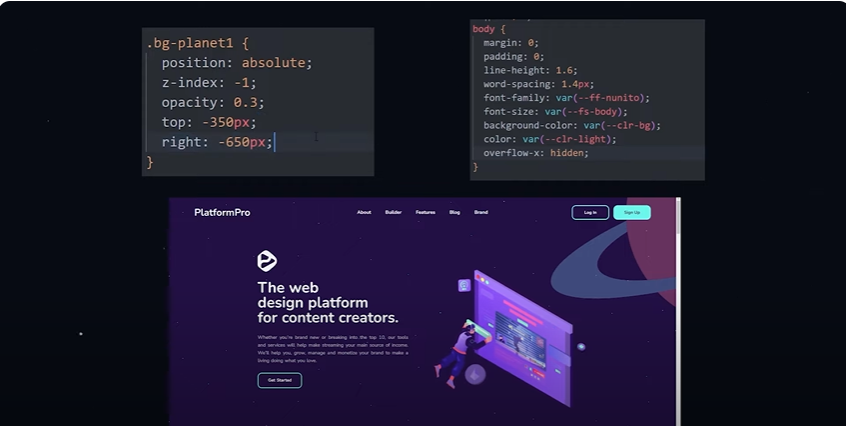 .bg-planet1 {
position: absolute;
z-index: -1;
opacity: 0.3;
top: -350px;
right: -650px;
}
body {
margin: 0;
padding: 0;
line-height: 1.6;
word-spacing: 1.4px;
font-family: var(--ff-nunito);
font-size: var(--fs-body);
background-color: var(--clr-bg);
color: var(--clr-light);
overflow-x: hidden;
}
PlatformPro
About Builder Features Blog Brand Log In Sign Up
The web
design platform
for content creators.
Whether you're brand new or breaking into the top 10, our tools
and services will help make streaming your main source of income.
We'll help you, grow, manage and monetize your brand to make a
living doing what you love.
Get Started